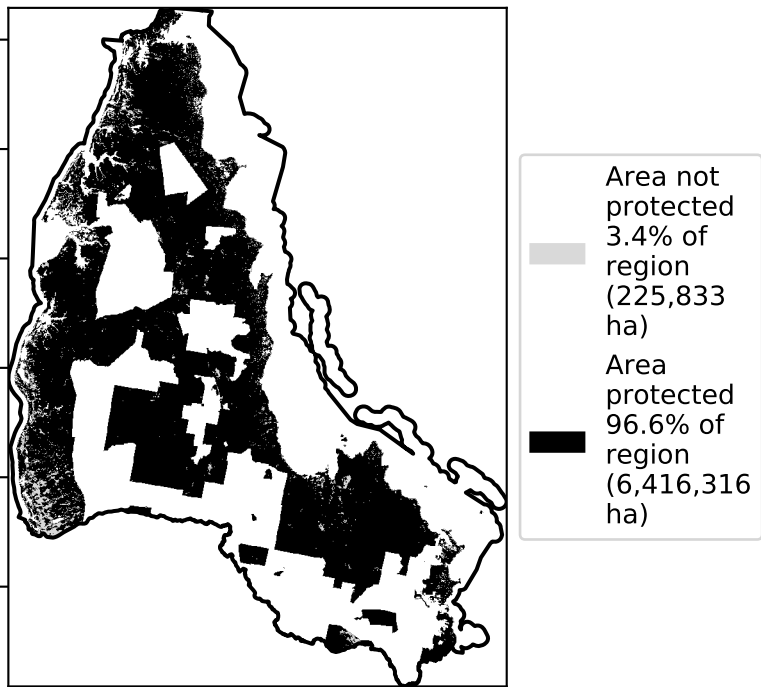 Area not
protected
3.4% of
region
(225,833
ha)
Area
protected
96.6% of
region
(6,416,316
ha)